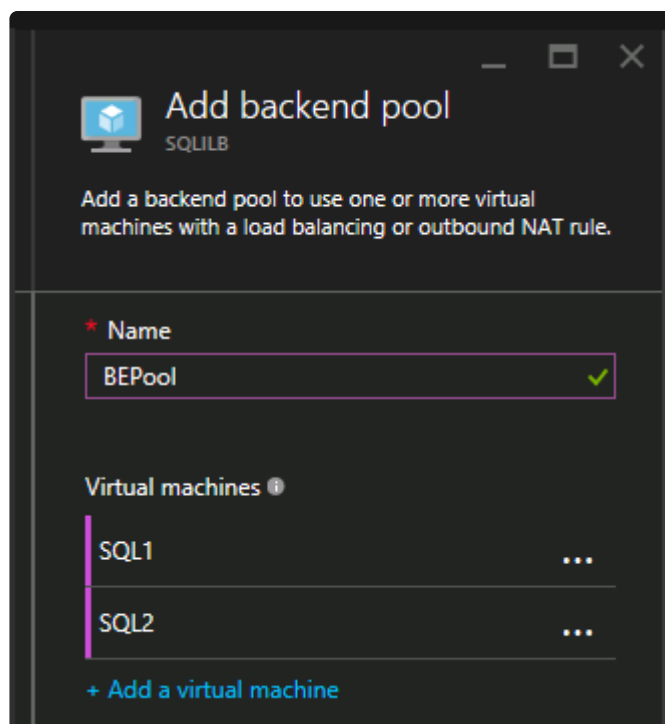 Add backend pool
SQLILB
Add a backend pool to use one or more virtual
machines with a load balancing or outbound NAT rule.
* Name
BEPool
Virtual machines
SQL1
...
SQL2
...
+ Add a virtual machine